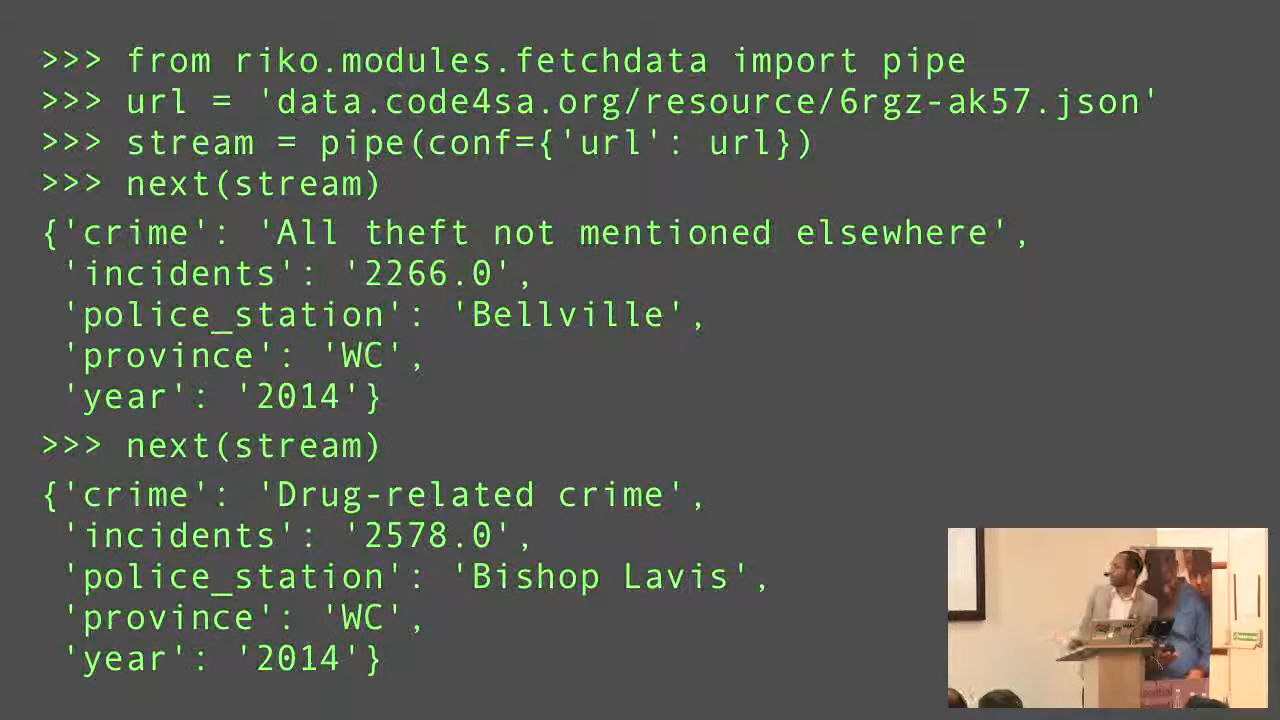 >>> from riko.modules.fetchdata import pipe
>>> url = 'data.code4sa.org/resource/6rgz-ak57.json'
>>> stream = pipe(conf={'url': url})
>>> next(stream)
{'crime': 'All theft not mentioned elsewhere',
 'incidents': '2266.0',
 'police_station': 'Bellville',
 'province': 'WC',
 'year': '2014'}
>>> next(stream)
{'crime': 'Drug-related crime',
 'incidents': '2578.0',
 'police_station': 'Bishop Lavis',
 'province': 'WC',
 'year': '2014'}